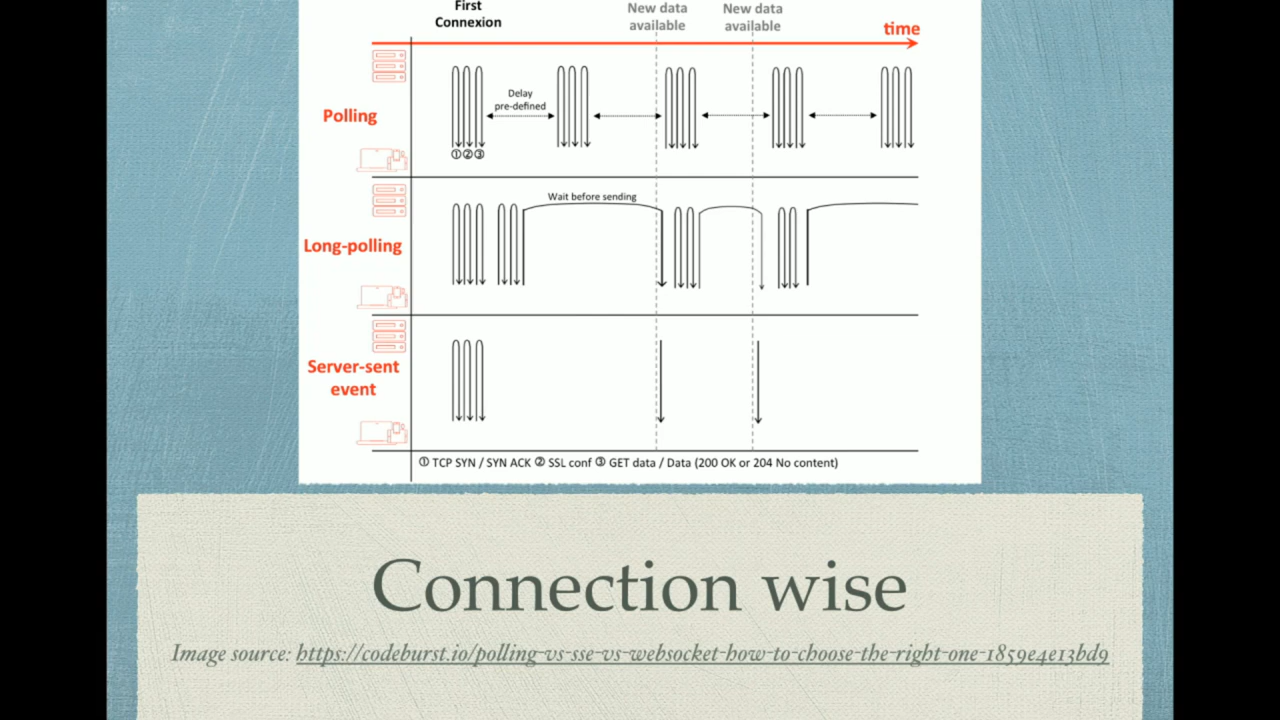 First
Connexion
New data
available
New data
available
time
Delay
pre-defined
Polling
①②③
Wait before sending
Long-polling
Server-sent
event
① TCP SYN / SYN ACK ② SSL conf ③ GET data / Data (200 OK or 204 No content)
Connection wise
Image source: https://codeburst.io/polling-vs-sse-vs-websocket-how-to-choose-the-right-one-1859e4e13bd9